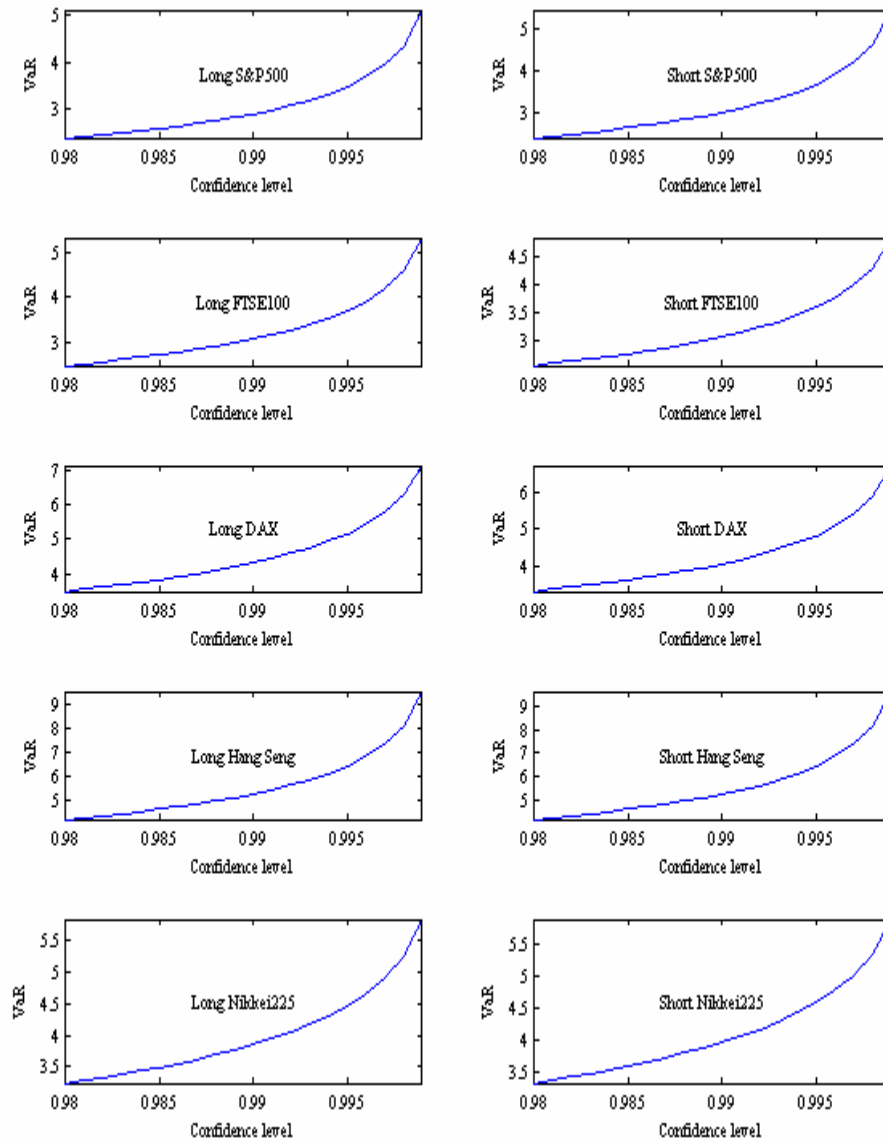 5
4
3
VaR
Long S&P500
0.98 0.985 0.99 0.995
Confidence level
5
4
3
VaR
Short S&P500
0.98 0.985 0.99 0.995
Confidence level
5
4
3
VaR
Long FTSE100
0.98 0.985 0.99 0.995
Confidence level
4.5
4
3.5
3
VaR
Short FTSE100
0.98 0.985 0.99 0.995
Confidence level
7
6
5
4
VaR
Long DAX
0.98 0.985 0.99 0.995
Confidence level
6
5
4
VaR
Short DAX
0.98 0.985 0.99 0.995
Confidence level
9
8
7
6
5
VaR
Long Hang Seng
0.98 0.985 0.99 0.995
Confidence level
9
8
7
6
5
VaR
Short Hang Seng
0.98 0.985 0.99 0.995
Confidence level
5.5
5
4.5
4
3.5
VaR
Long Nikkei225
0.98 0.985 0.99 0.995
Confidence level
5.5
5
4.5
4
3.5
VaR
Short Nikkei225
0.98 0.985 0.99 0.995
Confidence level